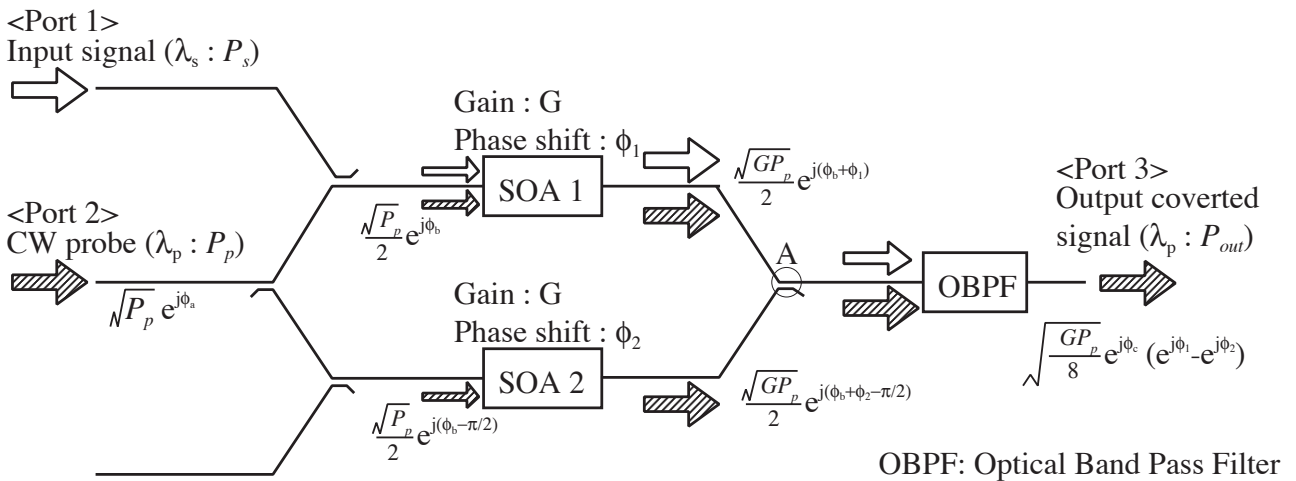 <Port 1>
Input signal (λs : Ps)
Gain : G
Phase shift : ϕ1
SOA 1
√GPp/2 e^j(ϕb+ϕ1)
<Port 3>
Output coverted
signal (λp : Pout)
<Port 2>
CW probe (λp : Pp)
√Pp/2 e^jϕb
A
OBPF
√Pp e^jϕa
Gain : G
Phase shift : ϕ2
SOA 2
√GPp/8 e^jϕc (e^jϕ1-e^jϕ2)
√Pp/2 e^j(ϕb−π/2)
√GPp/2 e^j(ϕb+ϕ2−π/2)
OBPF: Optical Band Pass Filter